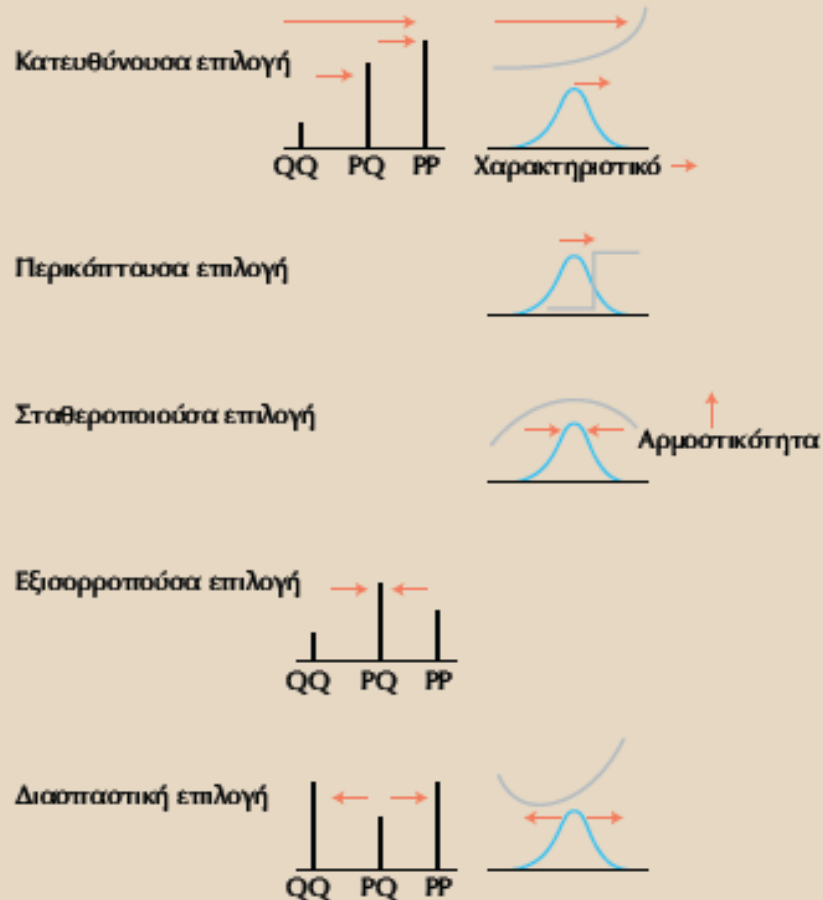 Κατευθύνουσα επιλογή
QQ PQ PP
Χαρακτηριστικό
Περικόπτουσα επιλογή
Σταθεροποιούσα επιλογή
Αρμοστικότητα
Εξισορροπούσα επιλογή
QQ PQ PP
Διασπαστική επιλογή
QQ PQ PP